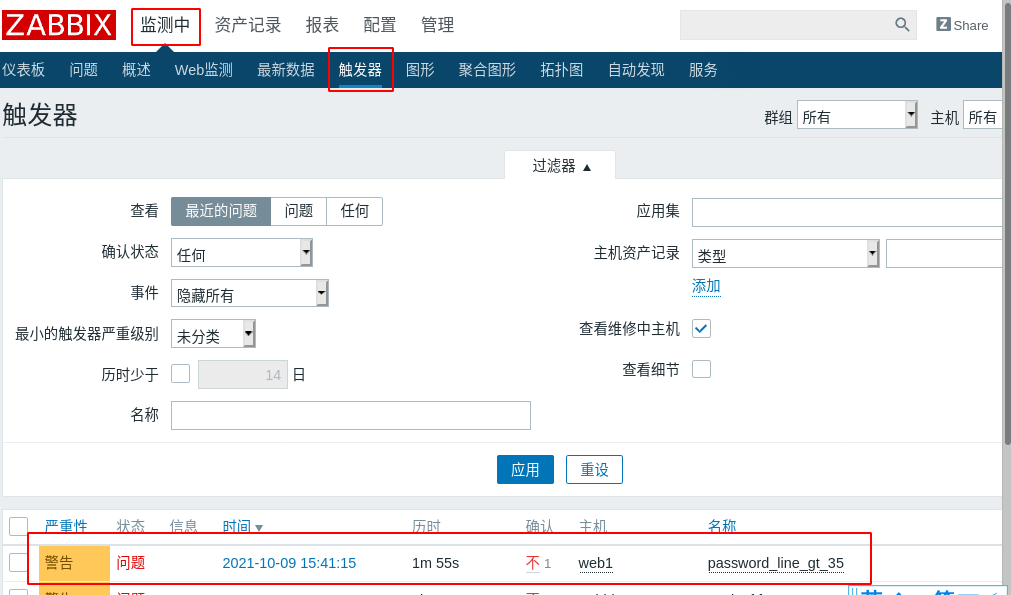 ZABBIX 监测中 资产记录 报表 配置 管理 Z Share
仪表板 问题 概述 Web监测 最新数据 触发器 图形 聚合图形 拓扑图 自动发现 服务
触发器 群组 所有 主机 所有
过滤器 ▲
查看 最近的问题 问题 任何 应用集
确认状态 任何 主机资产记录 类型
添加
事件 隐藏所有
最小的触发器严重级别 未分类 查看维修中主机
历时少于 14 日 查看细节
名称
应用 重设
严重性 状态 信息 时间▼ 历时 确认 主机 名称
警告 问题 2021-10-09 15:41:15 1m 55s 不 1 web1 password_line_gt_35